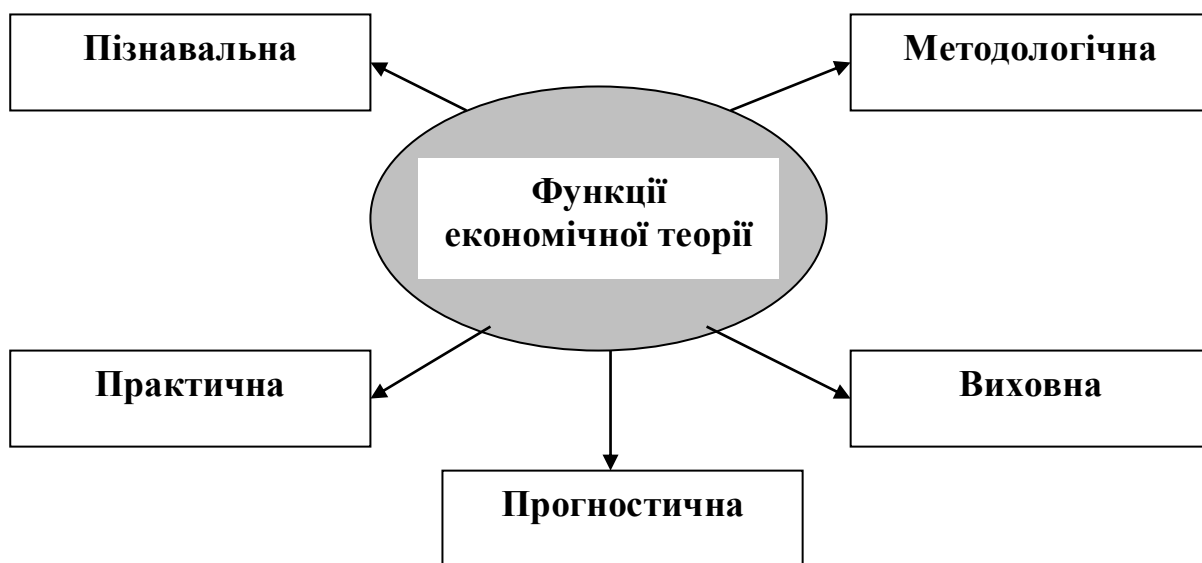 Пізнавальна
Методологічна
Функції
економічної теорії
Практична
Виховна
Прогностична